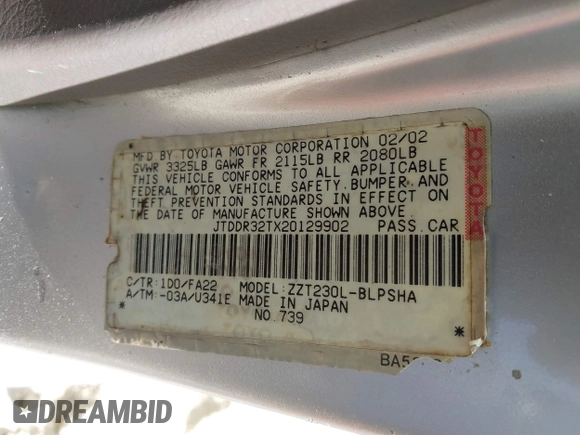 MFD BY TOYOTA MOTOR CORPORATION 02/02
GVWR 3325LB GAWR FR 2115LB RR 2080LB
THIS VEHICLE CONFORMS TO ALL APPLICABLE
FEDERAL MOTOR VEHICLE SAFETY, BUMPER, AND
THEFT PREVENTION STANDARDS IN EFFECT ON
THE DATE OF MANUFACTURE SHOWN ABOVE.
JTDDR32TX20129902 PASS.CAR
TOYOTA
C/TR:1D0/FA22 MODEL:ZZT230L-BLPSHA
A/TM:-03A/U341E MADE IN JAPAN
* NO.739 *
DREAMBID